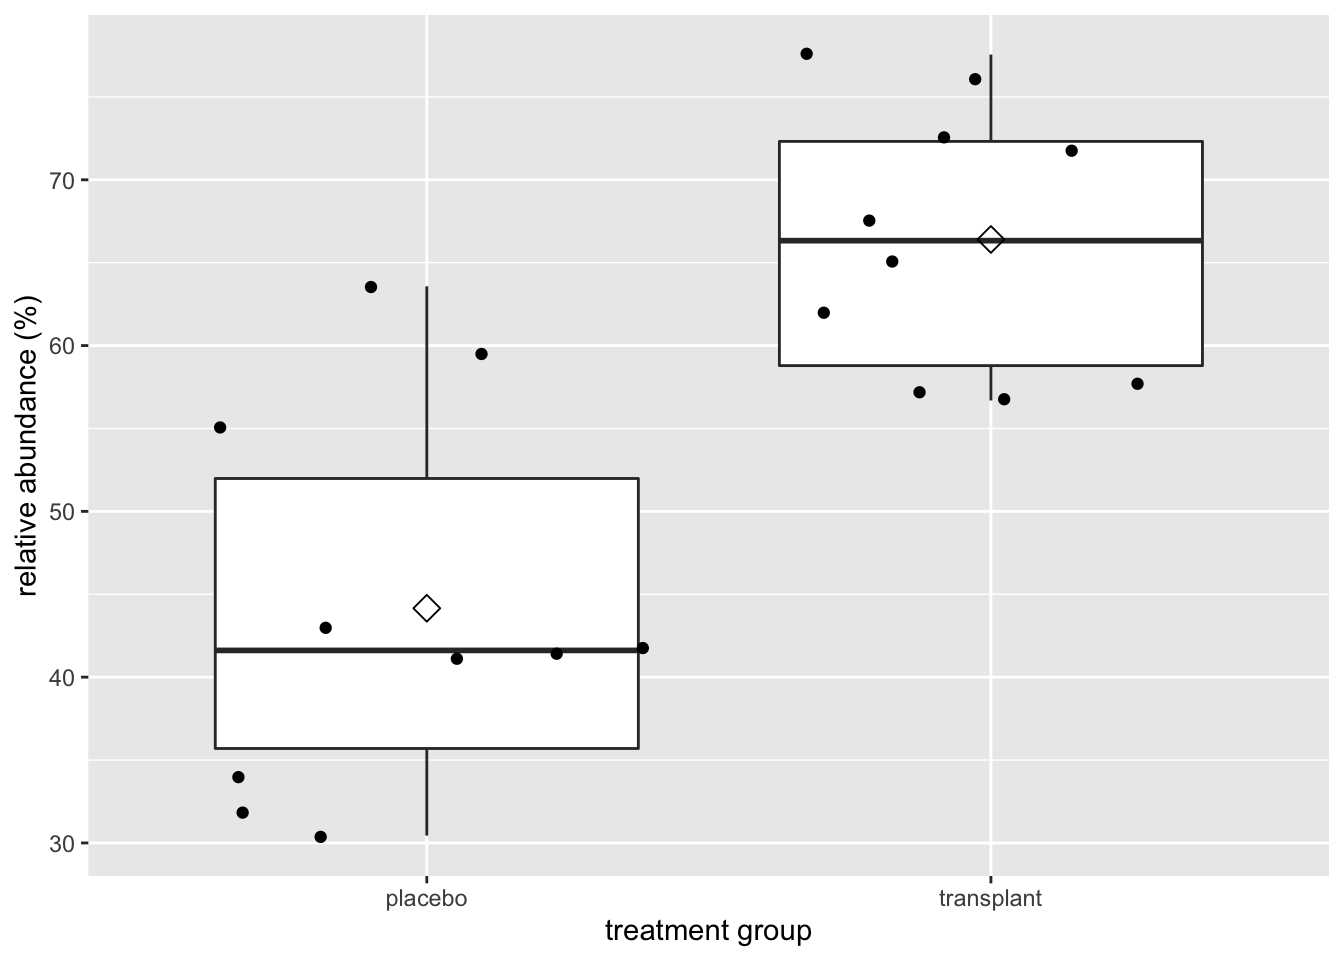 relative abundance (%)
70
60
50
40
30
placebo
transplant
treatment group